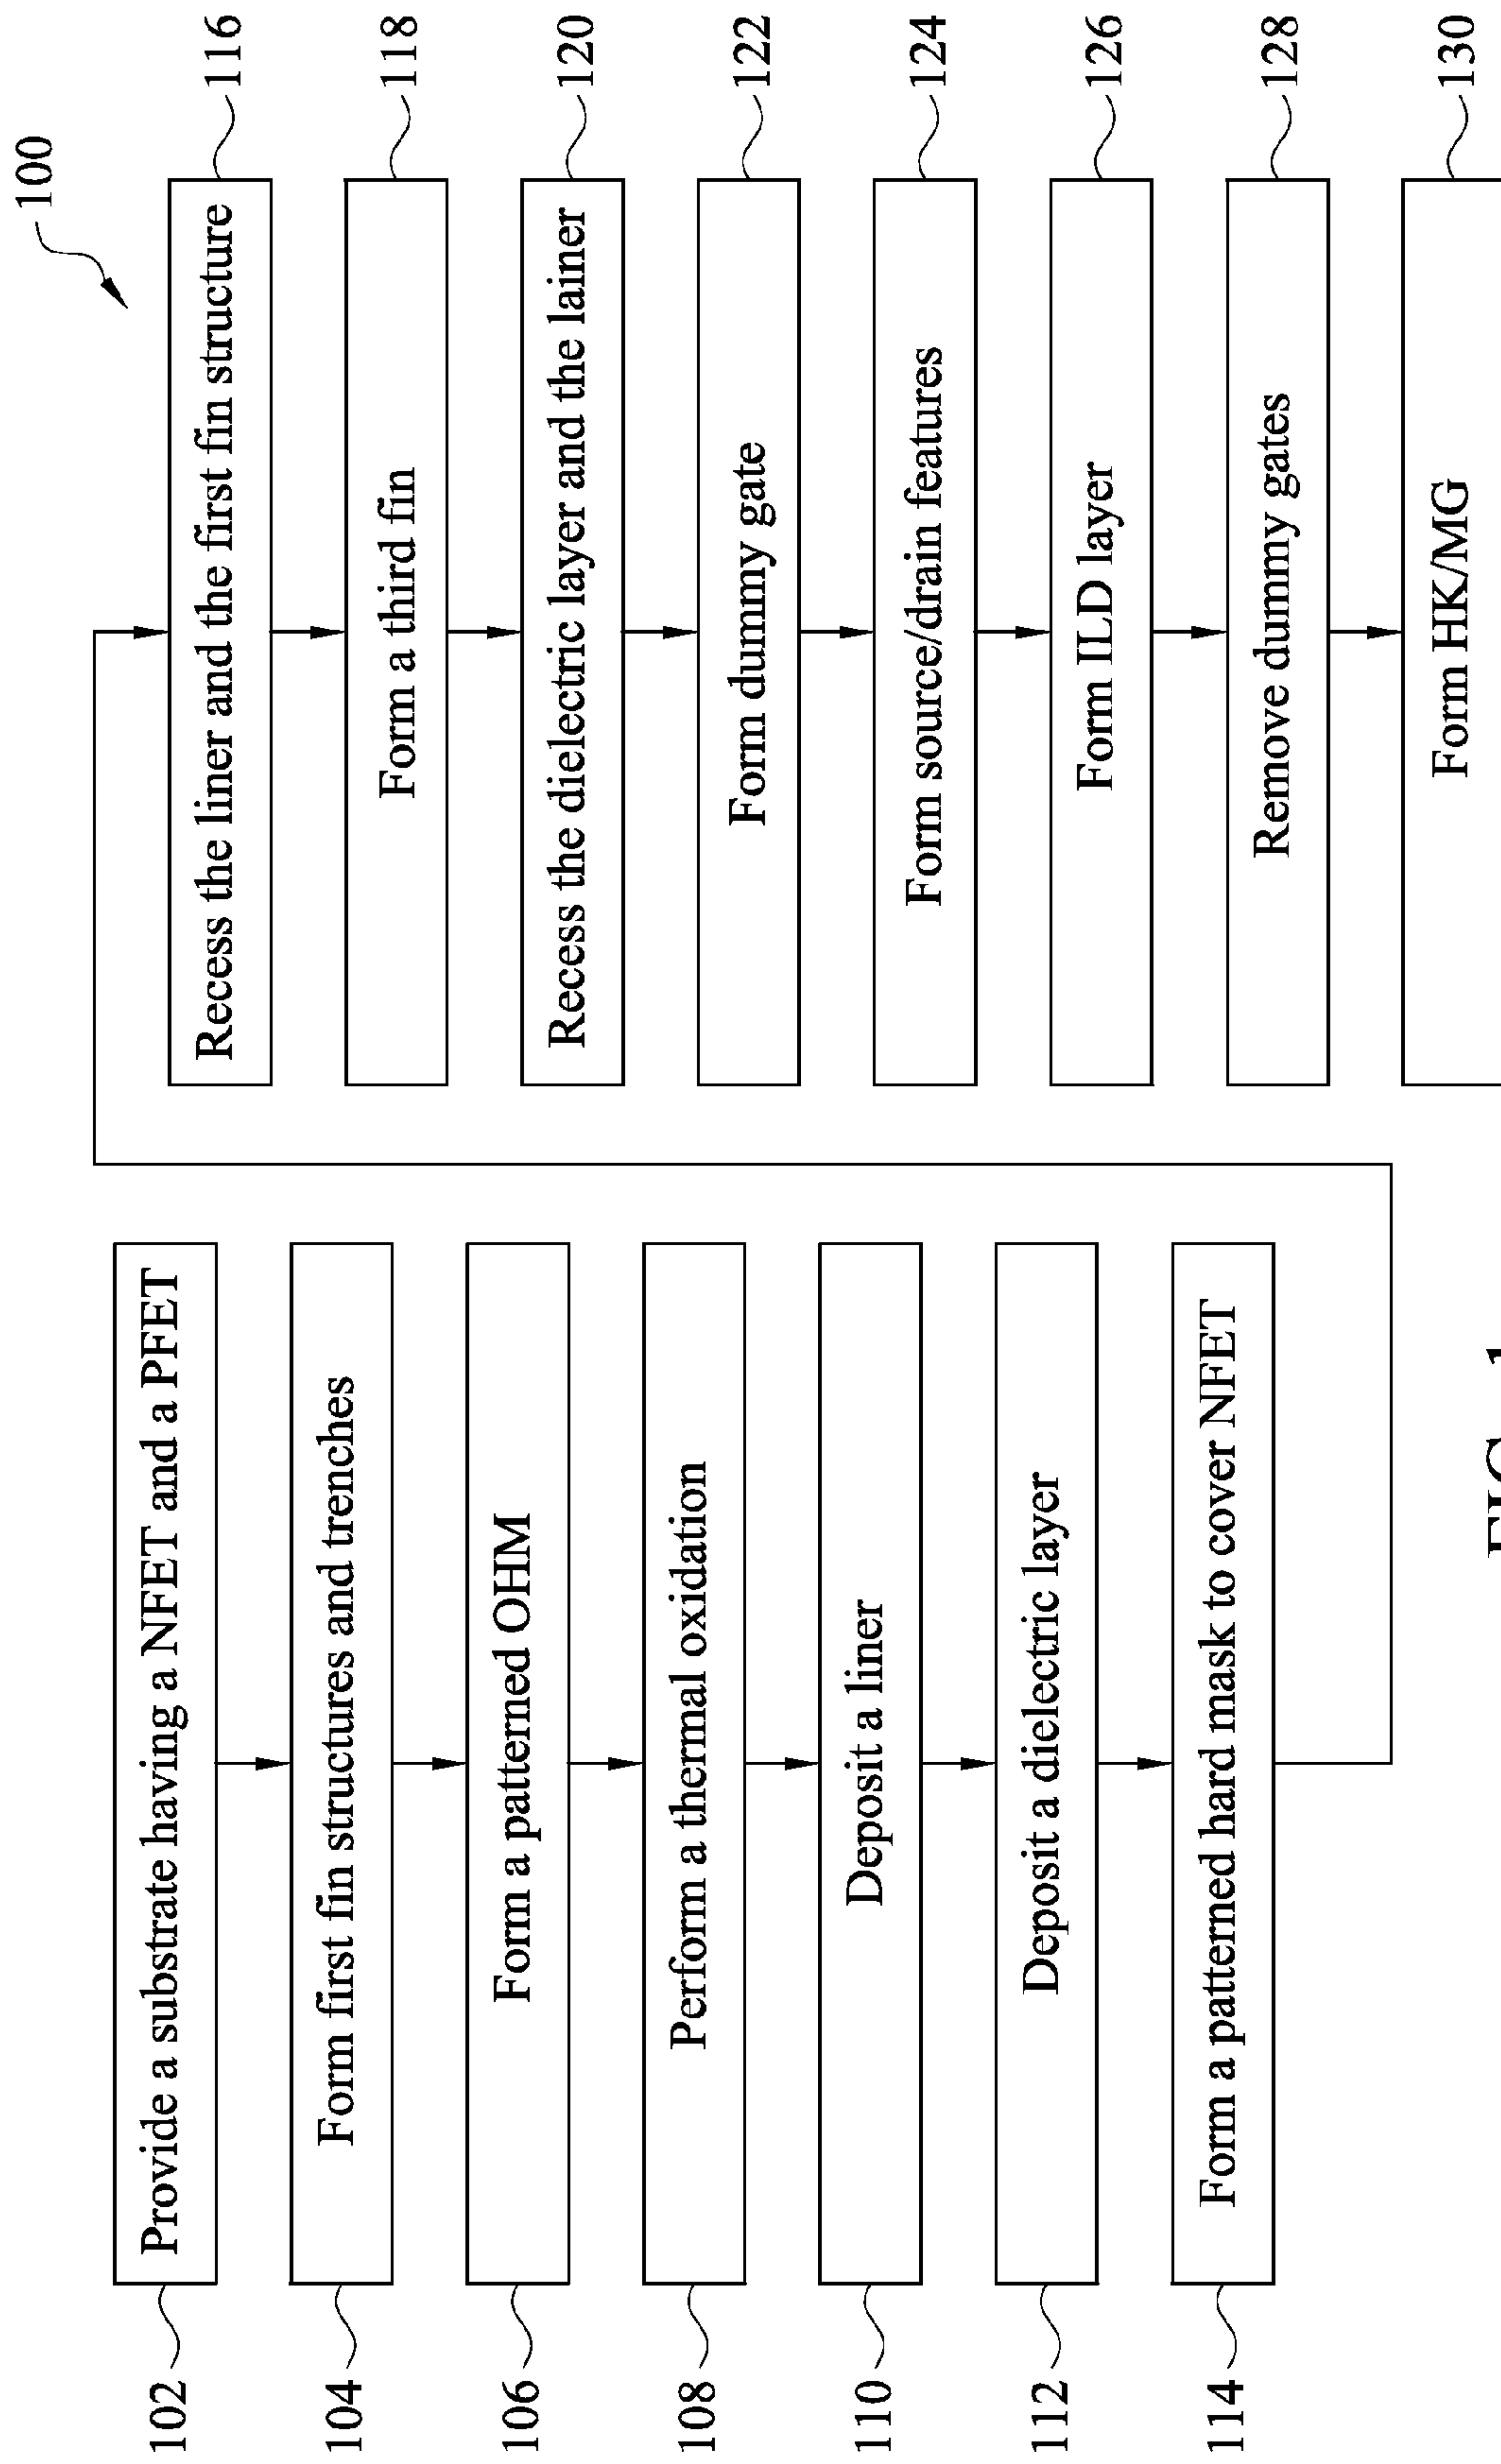 100
102 Provide a substrate having a NFET and a PFET
104 Form first fin structures and trenches
106 Form a patterned OHM
108 Perform a thermal oxidation
110 Deposit a liner
112 Deposit a dielectric layer
114 Form a patterned hard mask to cover NFET
Recess the liner and the first fin structure 116
Form a third fin 118
Recess the dielectric layer and the lainer 120
Form dummy gate 122
Form source/drain features 124
Form ILD layer 126
Remove dummy gates 128
Form HK/MG 130